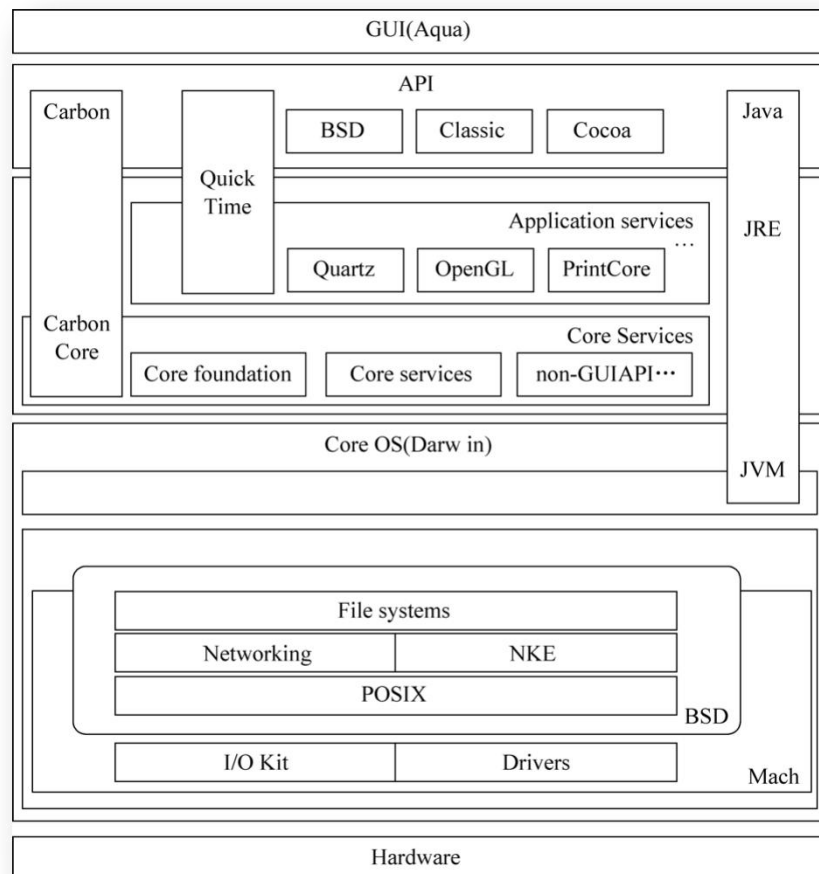 GUI(Aqua)
API
Carbon
BSD
Classic
Cocoa
Java
Quick
Time
Application services
...
JRE
Quartz
OpenGL
PrintCore
Carbon
Core
Core Services
Core foundation
Core services
non-GUIAPI···
Core OS(Darw in)
JVM
File systems
Networking
NKE
POSIX
BSD
I/O Kit
Drivers
Mach
Hardware